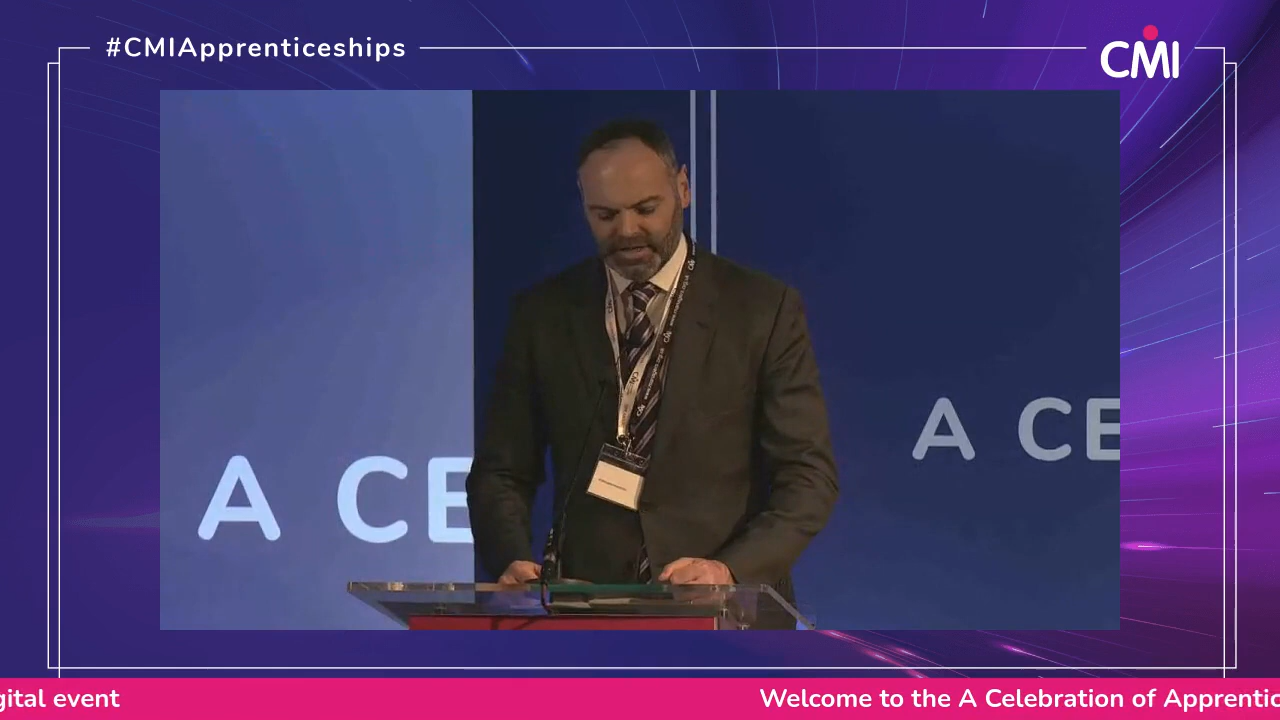 #CMIApprenticeships
CMI
A CE
A CE
gital event
Welcome to the A Celebration of Apprentic